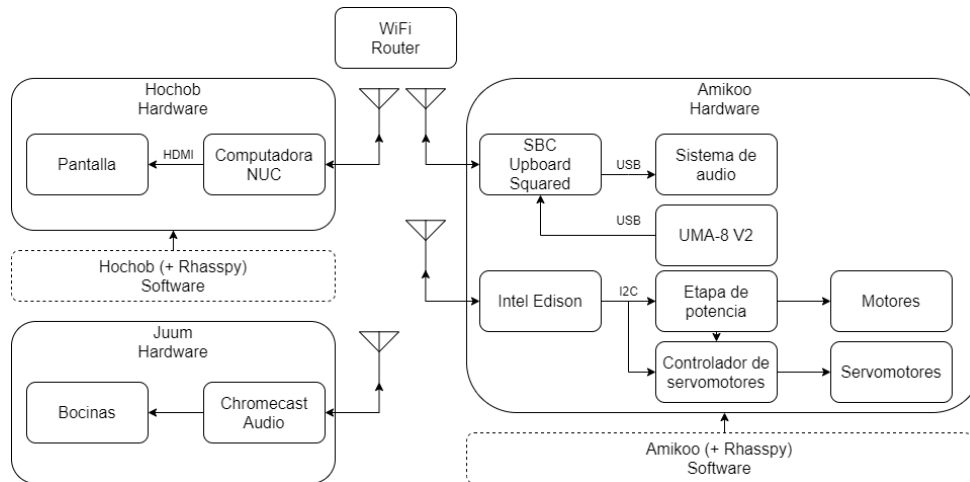 WiFi
Router
Hochob
Hardware
Pantalla
HDMI
Computadora
NUC
Hochob (+ Rhasspy)
Software
Juum
Hardware
Bocinas
Chromecast
Audio
Amikoo
Hardware
SBC
Upboard
Squared
USB
Sistema de
audio
USB
UMA-8 V2
Intel Edison
I2C
Etapa de
potencia
Motores
Controlador de
servomotores
Servomotores
Amikoo (+ Rhasspy)
Software